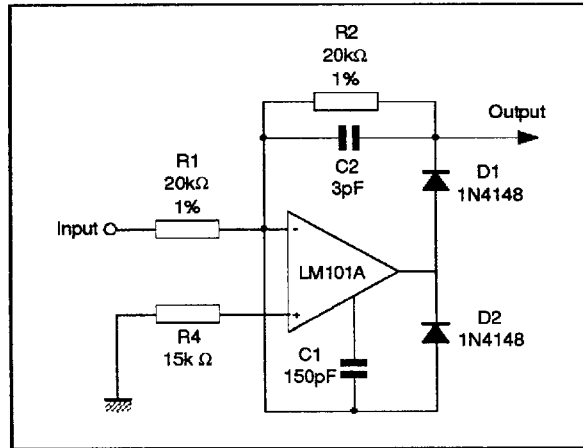 R2
20kΩ
1%
Output
R1
20kΩ
1%
C2
3pF
D1
1N4148
Input
-
LM101A
+
R4
15k Ω
C1
150pF
D2
1N4148